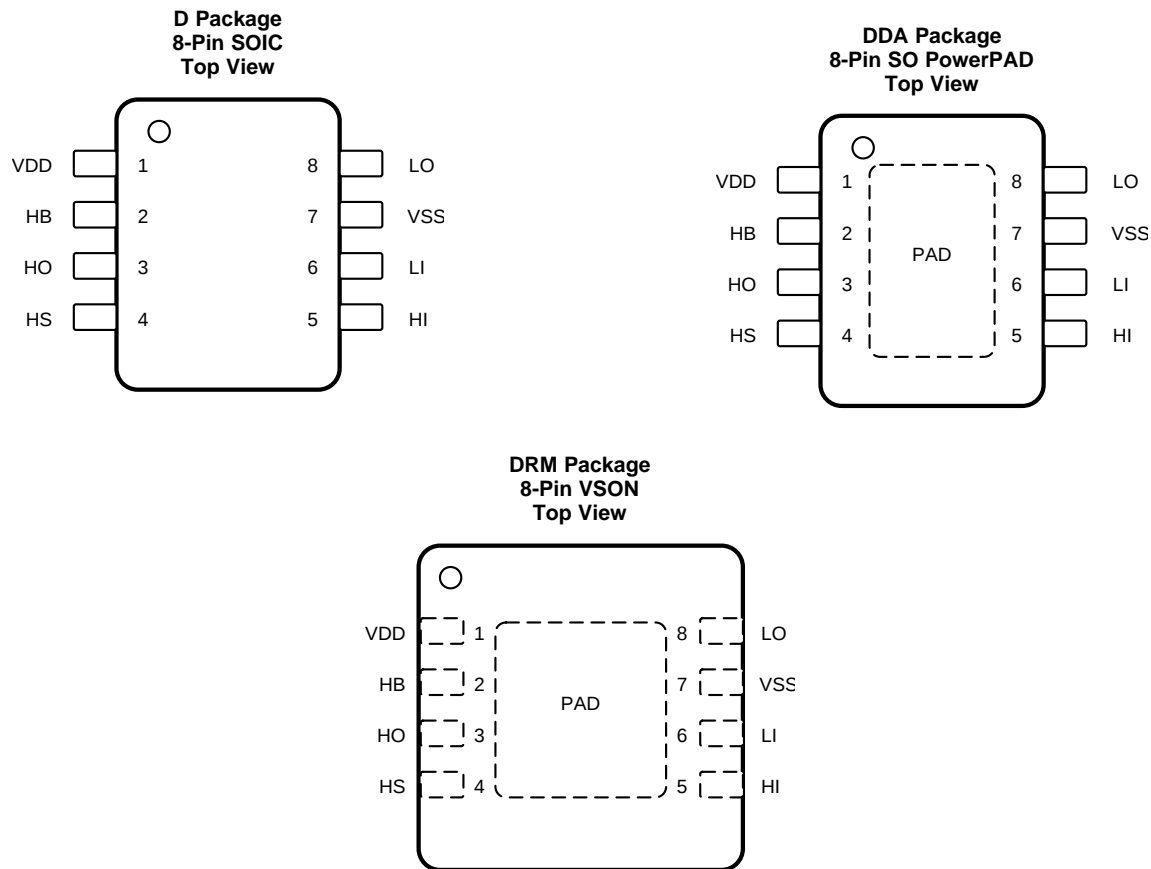 D Package
8-Pin SOIC
Top View
VDD 1 8 LO
HB 2 7 VSS
HO 3 6 LI
HS 4 5 HI
DDA Package
8-Pin SO PowerPAD
Top View
VDD 1 8 LO
HB 2 7 VSS
PAD
HO 3 6 LI
HS 4 5 HI
DRM Package
8-Pin VSON
Top View
VDD 1 8 LO
HB 2 7 VSS
PAD
HO 3 6 LI
HS 4 5 HI